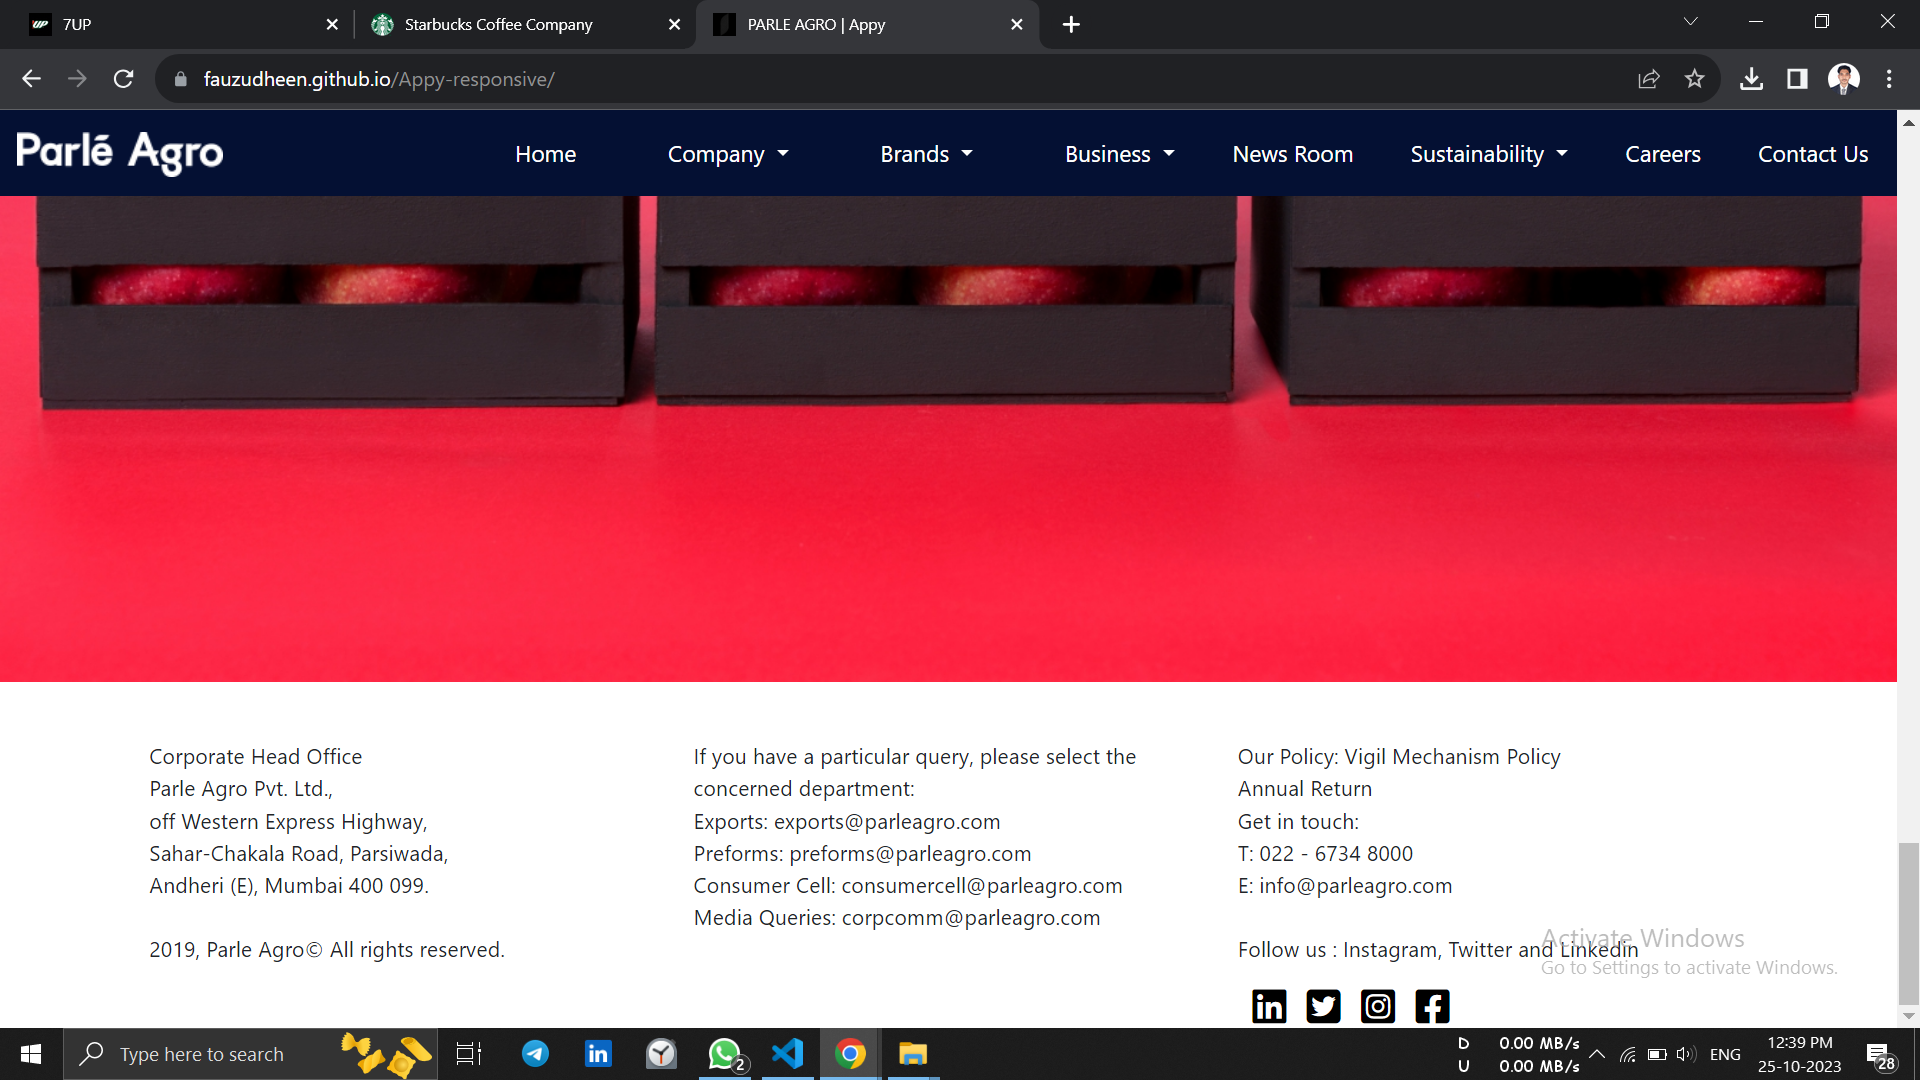 7UP
Starbucks Coffee Company
PARLE AGRO | Appy
fauzudheen.github.io/Appy-responsive/
Parlé Agro
Home
Company
Brands
Business
News Room
Sustainability
Careers
Contact Us
Corporate Head Office
Parle Agro Pvt. Ltd.,
off Western Express Highway,
Sahar-Chakala Road, Parsiwada,
Andheri (E), Mumbai 400 099.
2019, Parle Agro© All rights reserved.
If you have a particular query, please select the
concerned department:
Exports: exports@parleagro.com
Preforms: preforms@parleagro.com
Consumer Cell: consumercell@parleagro.com
Media Queries: corpcomm@parleagro.com
Our Policy: Vigil Mechanism Policy
Annual Return
Get in touch:
T: 022 - 6734 8000
E: info@parleagro.com
Follow us : Instagram, Twitter and Linkedin
Activate Windows
Go to Settings to activate Windows.
Type here to search
2
D 0.00 MB/s
U 0.00 MB/s
ENG
12:39 PM
25-10-2023
28